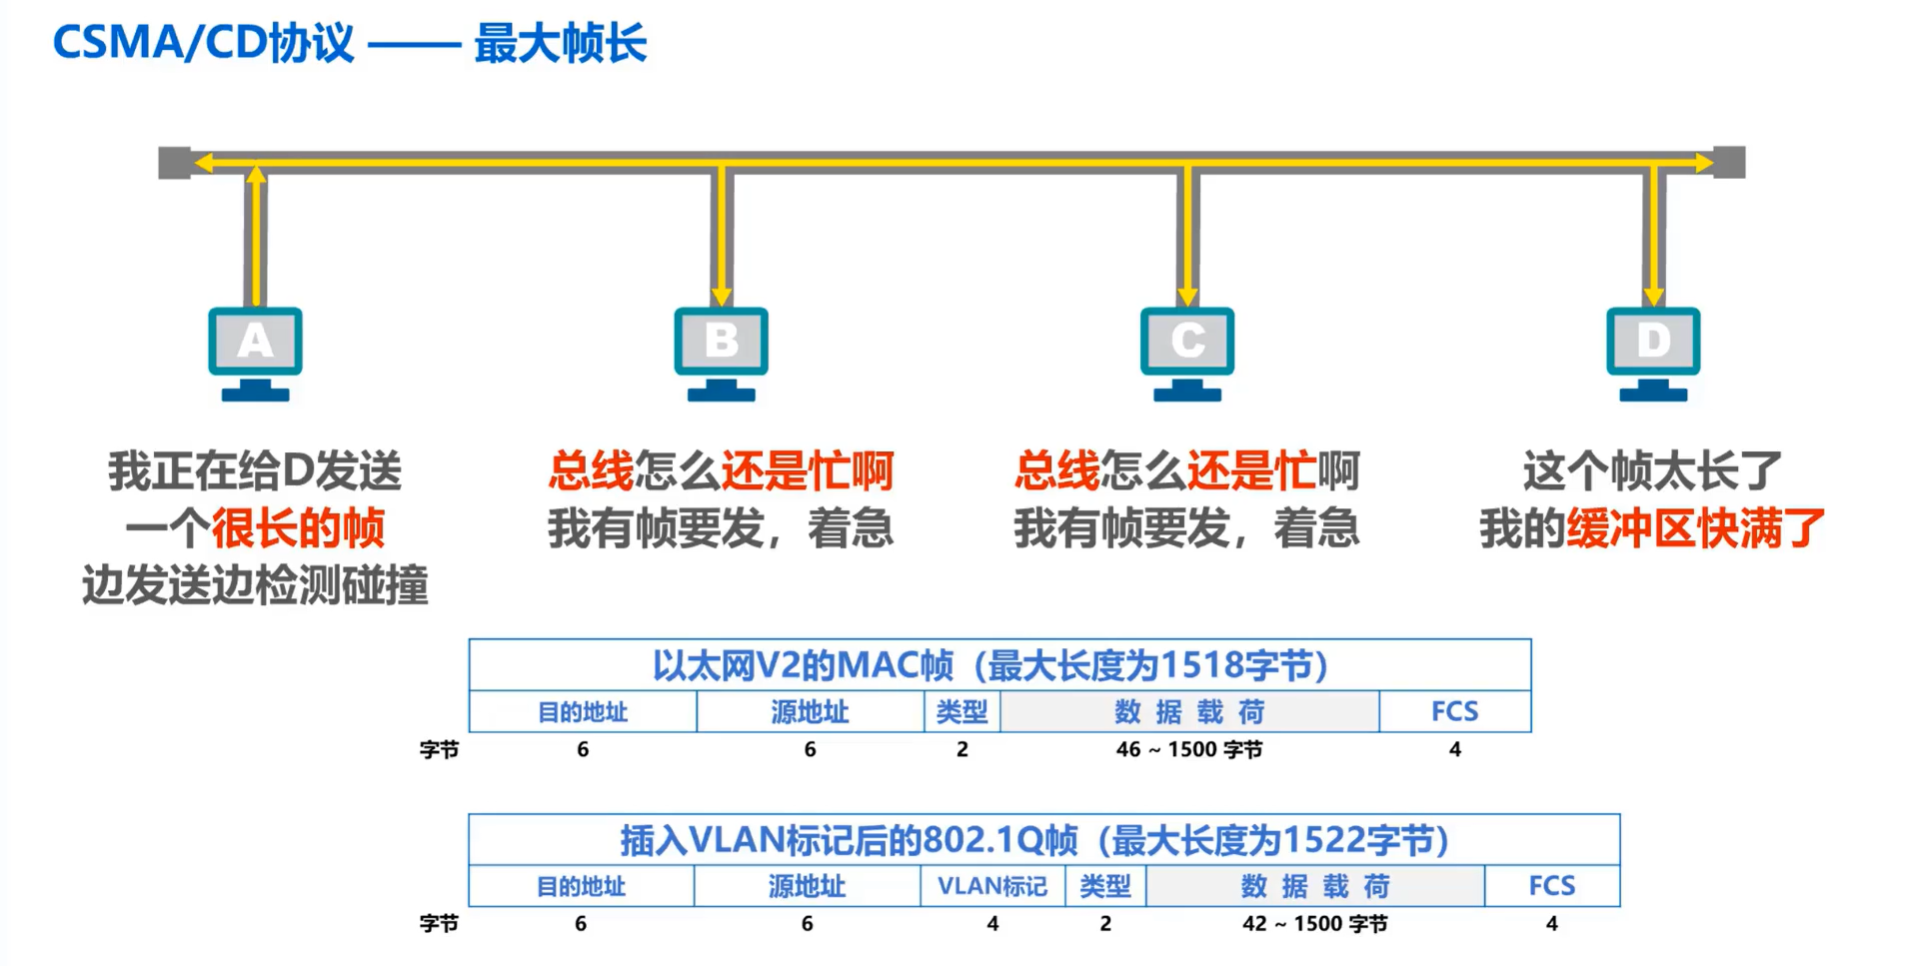 CSMA/CD协议 —— 最大帧长
A
B
C
D
我正在给D发送
一个很长的帧
边发送边检测碰撞
总线怎么还是忙啊
我有帧要发，着急
总线怎么还是忙啊
我有帧要发，着急
这个帧太长了
我的缓冲区快满了
以太网V2的MAC帧（最大长度为1518字节）
目的地址 源地址 类型 数据载荷 FCS
字节 6 6 2 46 ~ 1500 字节 4
插入VLAN标记后的802.1Q帧（最大长度为1522字节）
目的地址 源地址 VLAN标记 类型 数据载荷 FCS
字节 6 6 4 2 42 ~ 1500 字节 4